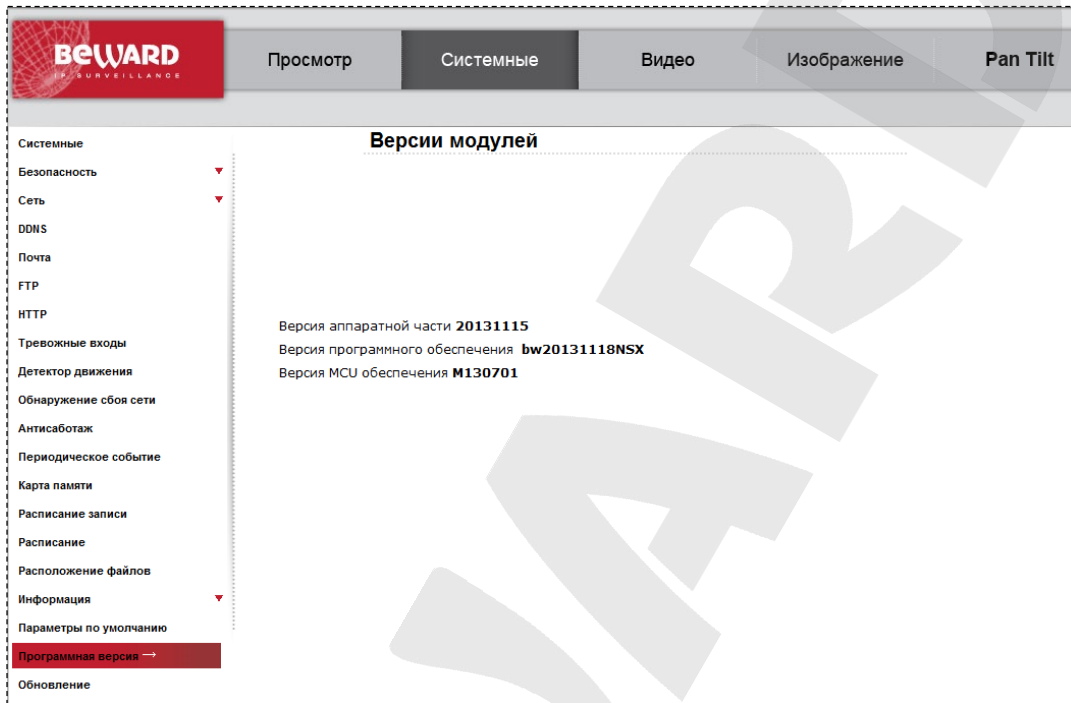 BEWARD
IP SURVEILLANCE
Просмотр
Системные
Видео
Изображение
Pan Tilt
Системные
Безопасность
Сеть
DDNS
Почта
FTP
HTTP
Тревожные входы
Детектор движения
Обнаружение сбоя сети
Антисаботаж
Периодическое событие
Карта памяти
Расписание записи
Расписание
Расположение файлов
Информация
Параметры по умолчанию
Программная версия →
Обновление
Версии модулей
Версия аппаратной части 20131115
Версия программного обеспечения bw20131118NSX
Версия MCU обеспечения M130701
WARD